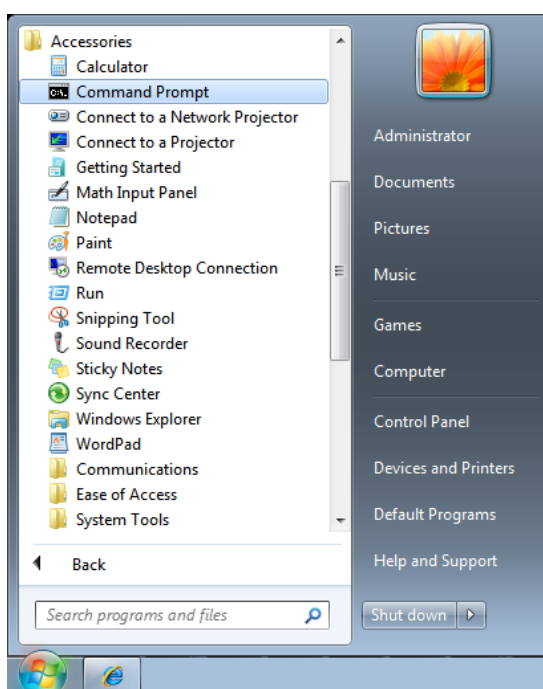 Accessories
Calculator
C:\.
Command Prompt
Connect to a Network Projector
Connect to a Projector
Getting Started
Math Input Panel
Notepad
Paint
Remote Desktop Connection
Run
Snipping Tool
Sound Recorder
Sticky Notes
Sync Center
Windows Explorer
WordPad
Communications
Ease of Access
System Tools
Back
Search programs and files
Administrator
Documents
Pictures
Music
Games
Computer
Control Panel
Devices and Printers
Default Programs
Help and Support
Shut down